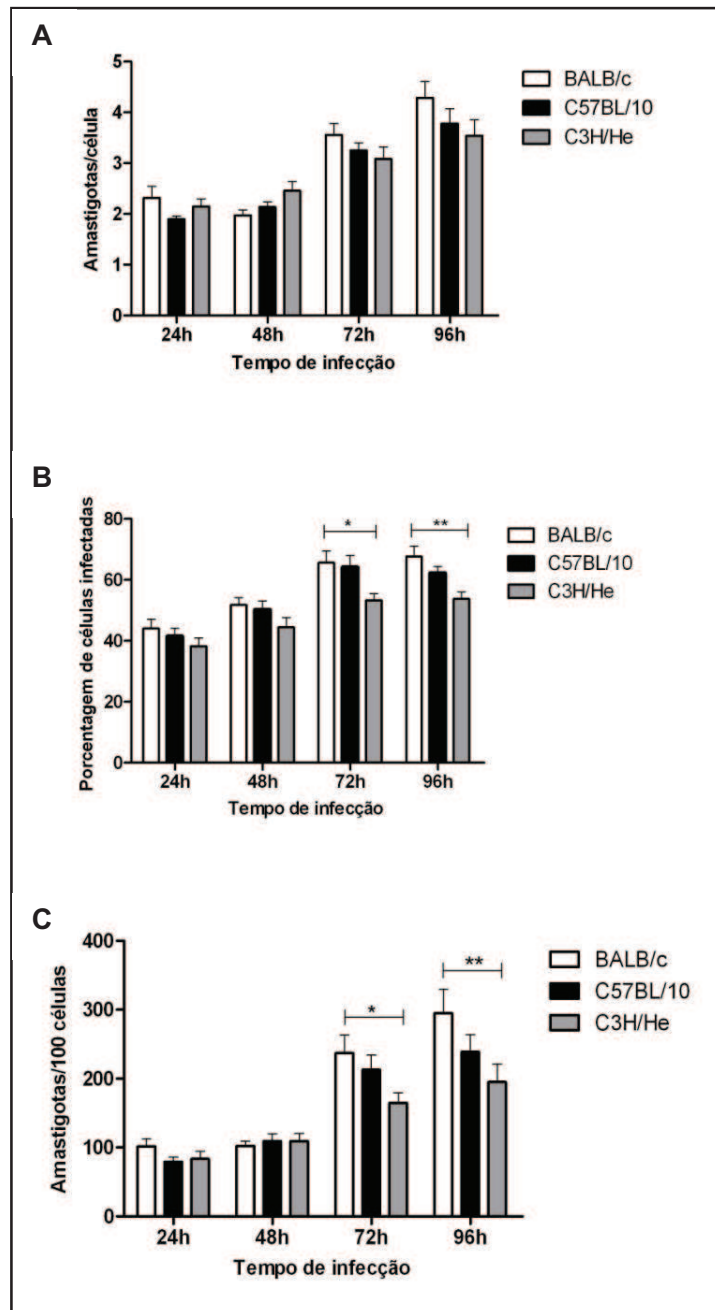 A
Amastigotas/célula
5
4
3
2
1
0
24h 48h 72h 96h
Tempo de infecção
BALB/c
C57BL/10
C3H/He
B
Porcentagem de células infectadas
80
60
40
20
0
* **
24h 48h 72h 96h
Tempo de infecção
BALB/c
C57BL/10
C3H/He
C
Amastigotas/100 células
400
300
200
100
0
* **
24h 48h 72h 96h
Tempo de infecção
BALB/c
C57BL/10
C3H/He